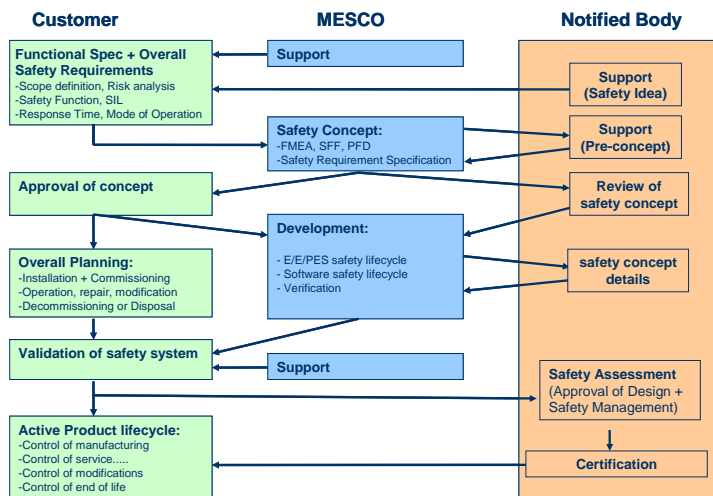 Customer
MESCO
Notified Body
Functional Spec + Overall
Safety Requirements
-Scope definition, Risk analysis
-Safety Function, SIL
-Response Time, Mode of Operation
Support
Support
(Safety Idea)
Safety Concept:
-FMEA, SFF, PFD
-Safety Requirement Specification
Support
(Pre-concept)
Approval of concept
Review of
safety concept
Development:
- E/E/PES safety lifecycle
- Software safety lifecycle
- Verification
Overall Planning:
-Installation + Commissioning
-Operation, repair, modification
-Decommissioning or Disposal
safety concept
details
Validation of safety system
Support
Safety Assessment
(Approval of Design +
Safety Management)
Active Product lifecycle:
-Control of manufacturing
-Control of service.....
-Control of modifications
-Control of end of life
Certification